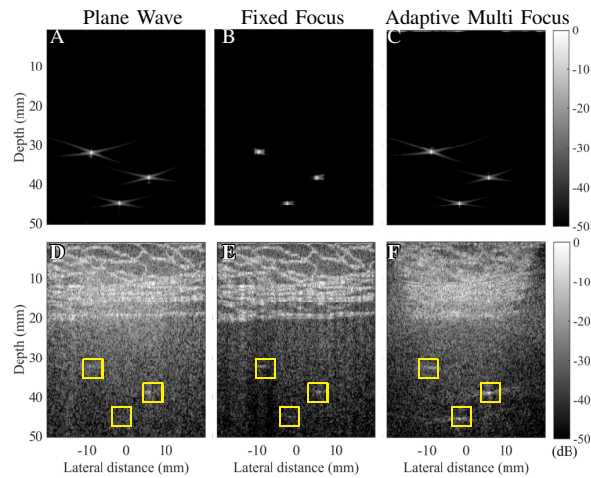 Plane Wave Fixed Focus Adaptive Multi Focus
A B C 0
10 -10
20 -20
Depth (mm)
30 -30
40 -40
50 -50
D E F 0
10 -10
20 -20
Depth (mm)
30 -30
40 -40
50 -50
-10 0 10 -10 0 10 -10 0 10 (dB)
Lateral distance (mm) Lateral distance (mm) Lateral distance (mm)